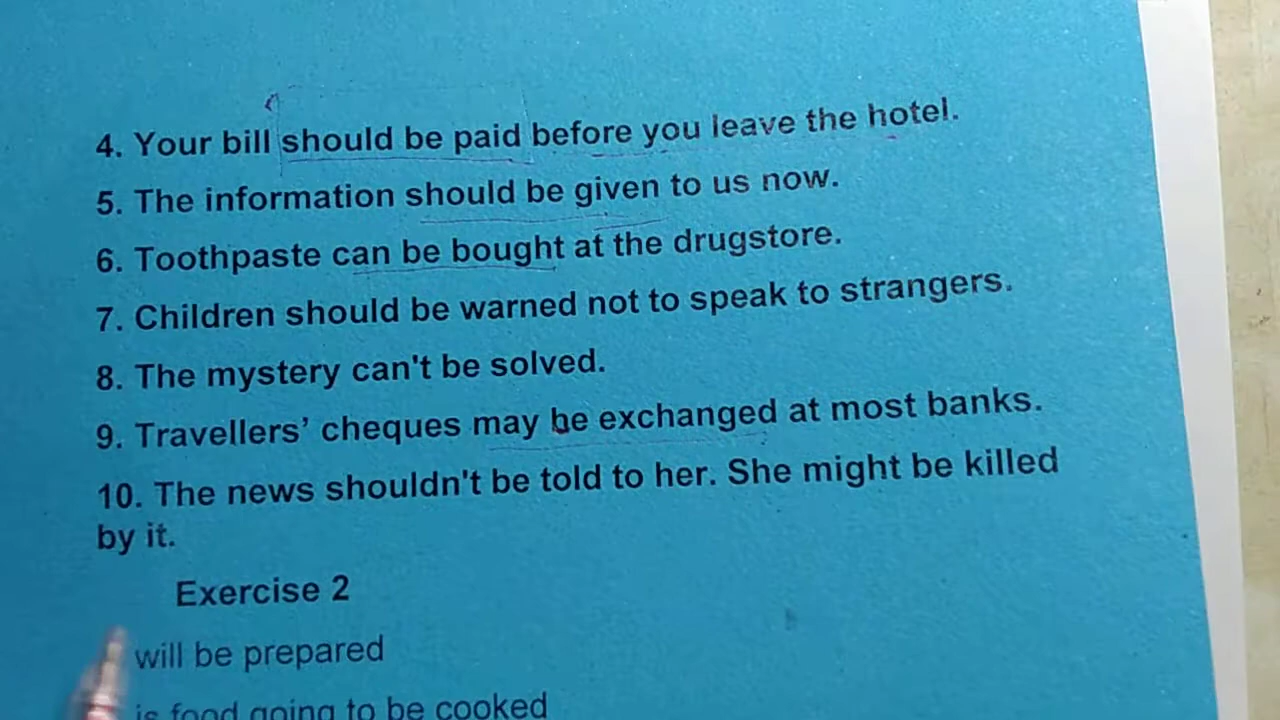 4. Your bill should be paid before you leave the hotel.
5. The information should be given to us now.
6. Toothpaste can be bought at the drugstore.
7. Children should be warned not to speak to strangers.
8. The mystery can't be solved.
9. Travellers’ cheques may be exchanged at most banks.
10. The news shouldn't be told to her. She might be killed
by it.
Exercise 2
will be prepared
is food going to be cooked